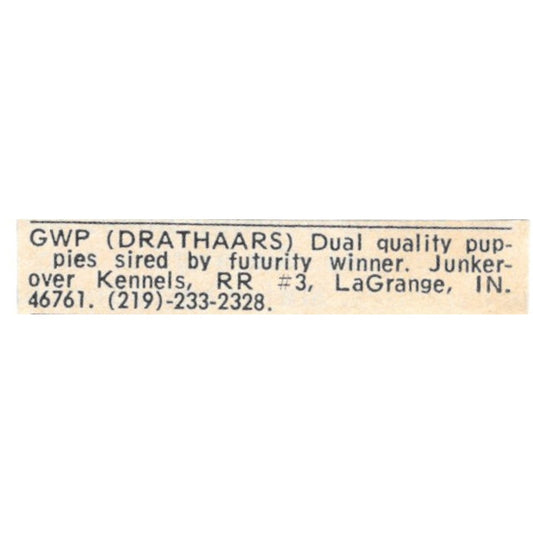 GWP (DRATHAARS) Dual quality pup-
pies sired by futurity winner. Junker-
over Kennels, RR #3, LaGrange, IN.
46761. (219)-233-2328.